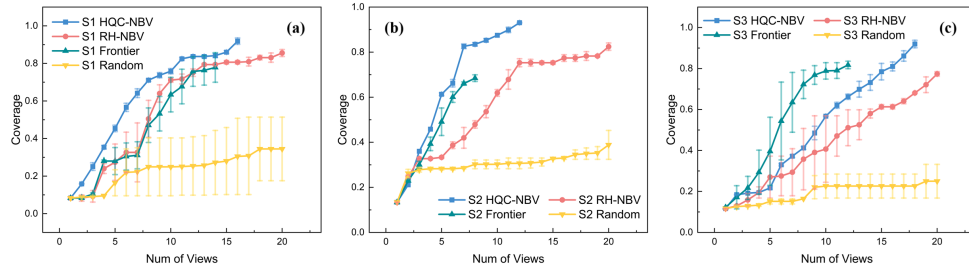 (a)
S1 HQC-NBV
S1 RH-NBV
S1 Frontier
S1 Random
Coverage
1.0
0.8
0.6
0.4
0.2
0.0
0
5
10
15
20
Num of Views
(b)
S2 HQC-NBV S2 RH-NBV
S2 Frontier S2 Random
Coverage
1.0
0.8
0.6
0.4
0.2
0.0
0
5
10
15
20
Num of Views
(c)
S3 HQC-NBV S3 RH-NBV
S3 Frontier S3 Random
Coverage
1.0
0.8
0.6
0.4
0.2
0
5
10
15
20
Num of Views